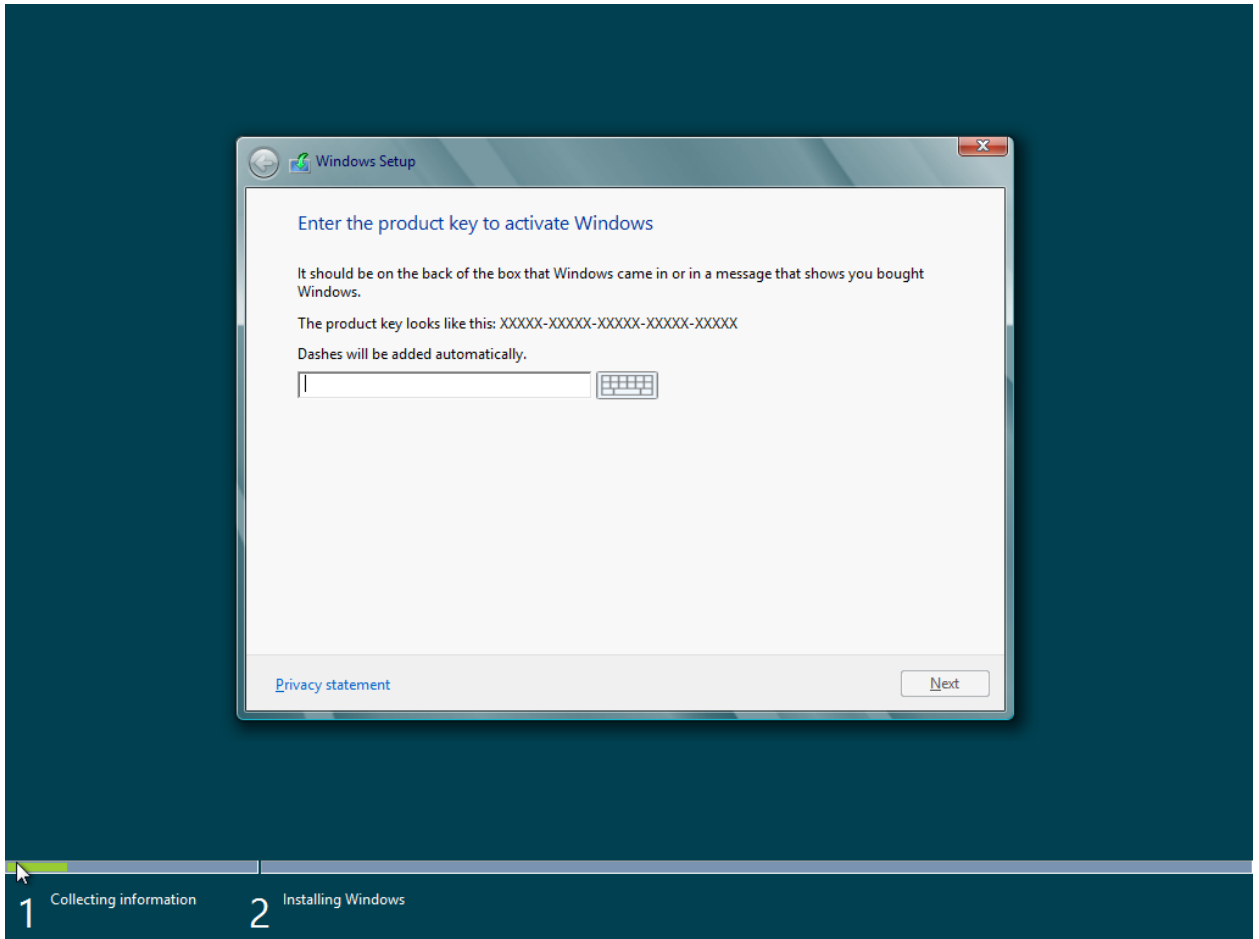 Windows Setup
Enter the product key to activate Windows
It should be on the back of the box that Windows came in or in a message that shows you bought
Windows.
The product key looks like this: XXXXX-XXXXX-XXXXX-XXXXX-XXXXX
Dashes will be added automatically.
Privacy statement
Next
1 Collecting information
2 Installing Windows